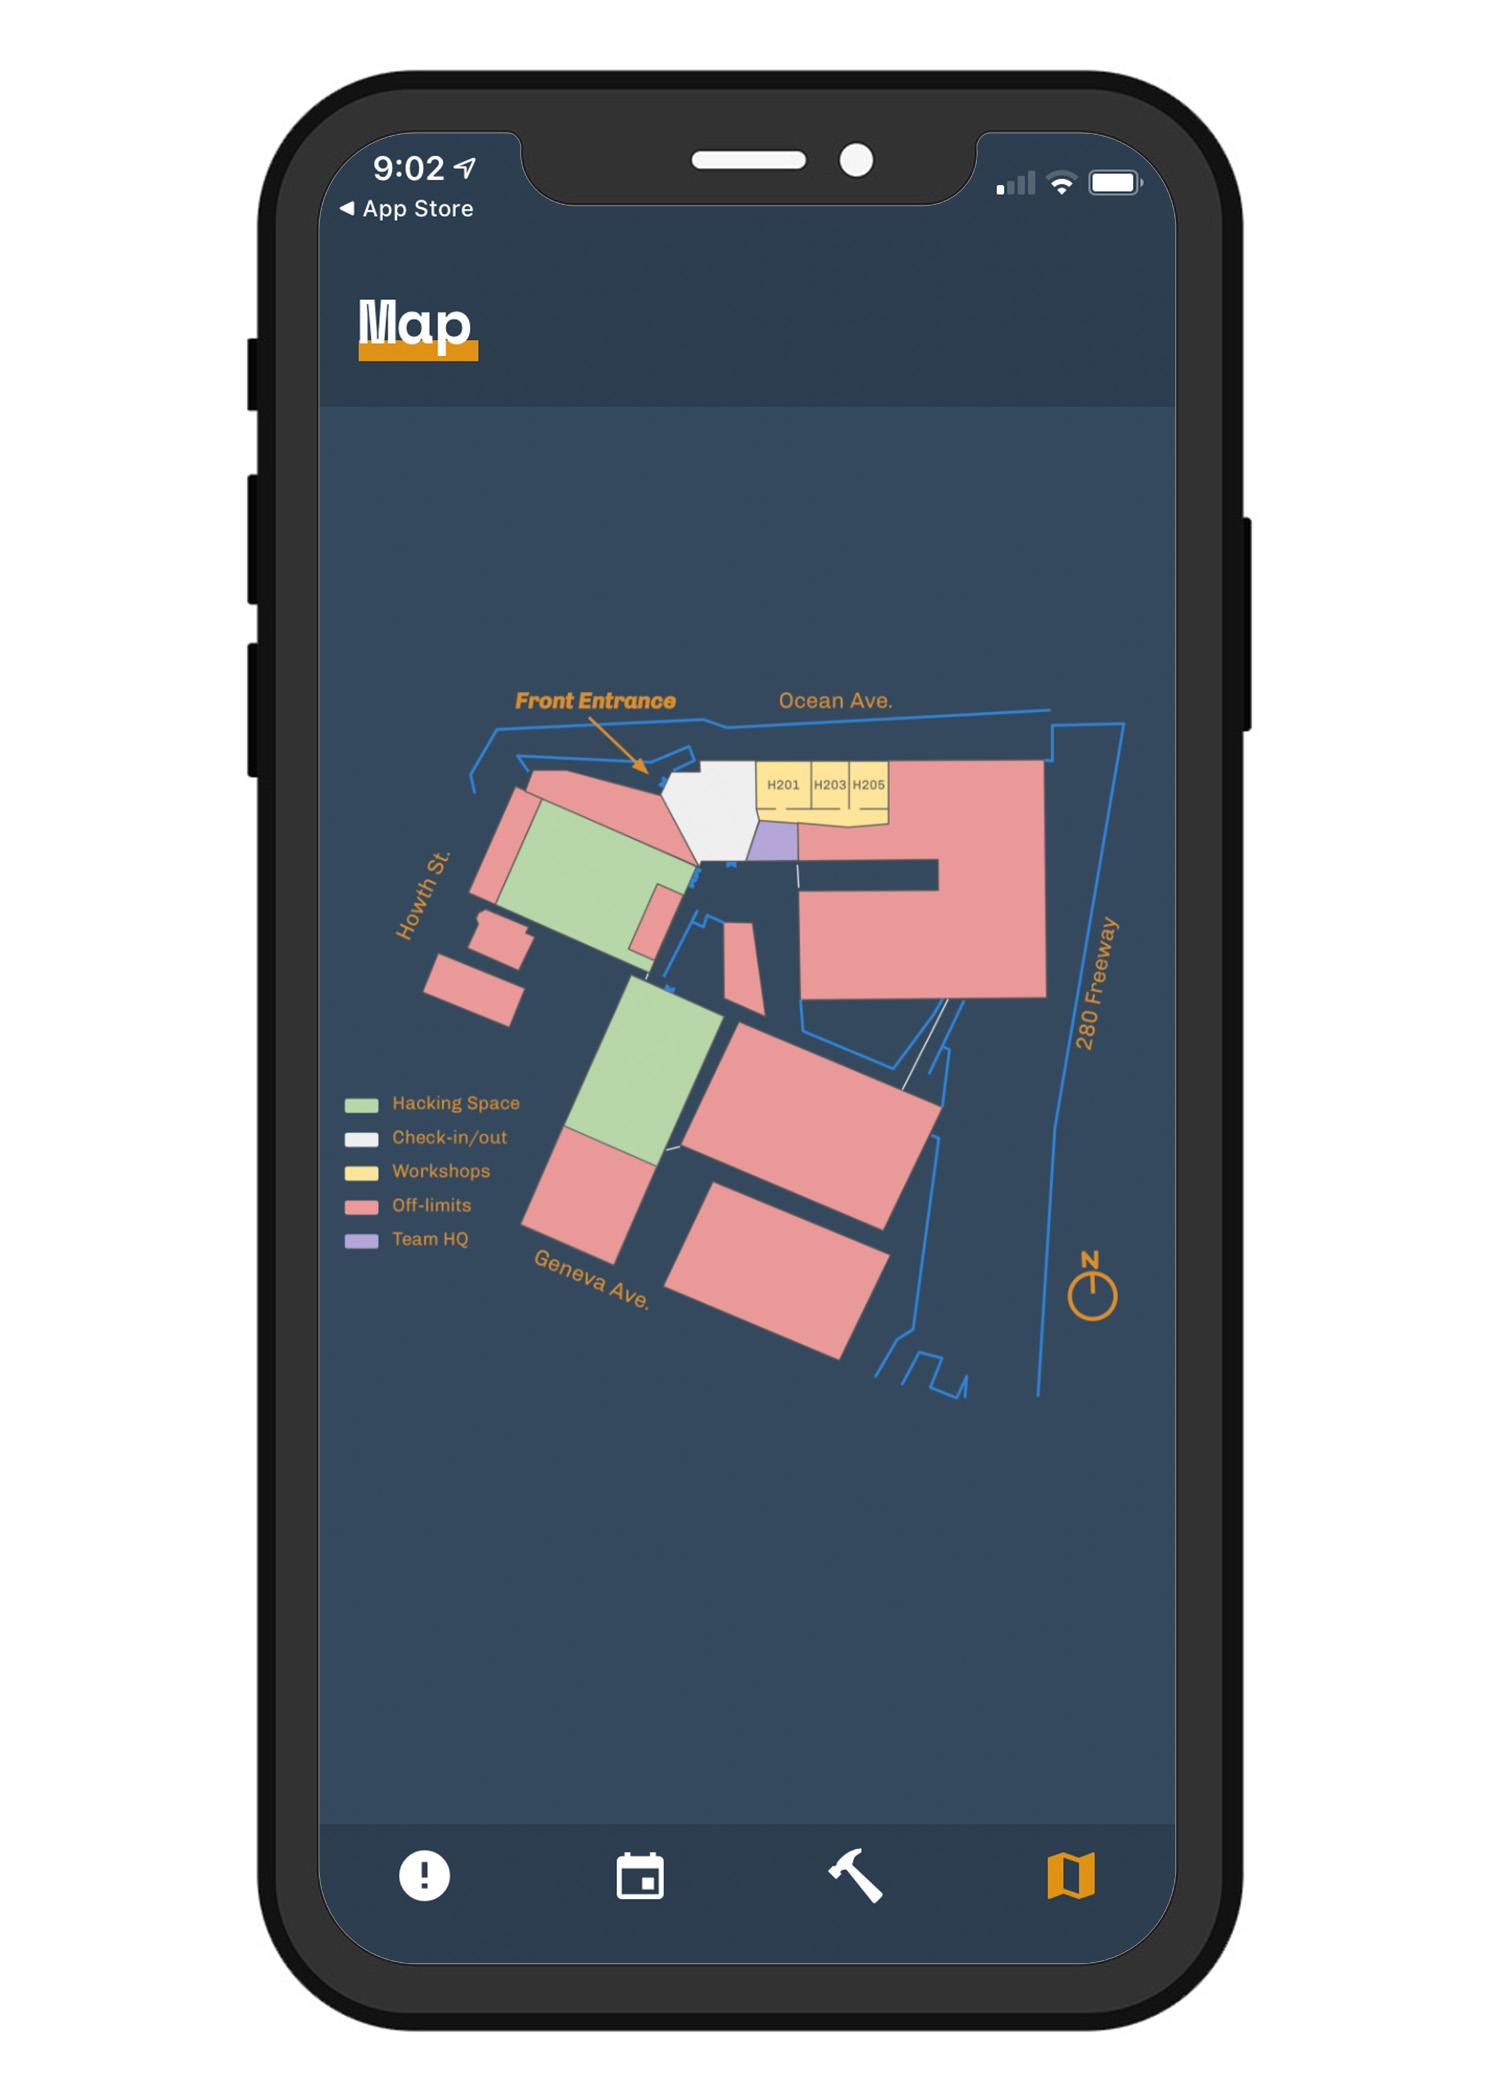 9:02
App Store
Map
Front Entrance
Ocean Ave.
H201
H203
H205
Howth St.
280 Freeway
Hacking Space
Check-in/out
Workshops
Off-limits
Team HQ
Geneva Ave.
N